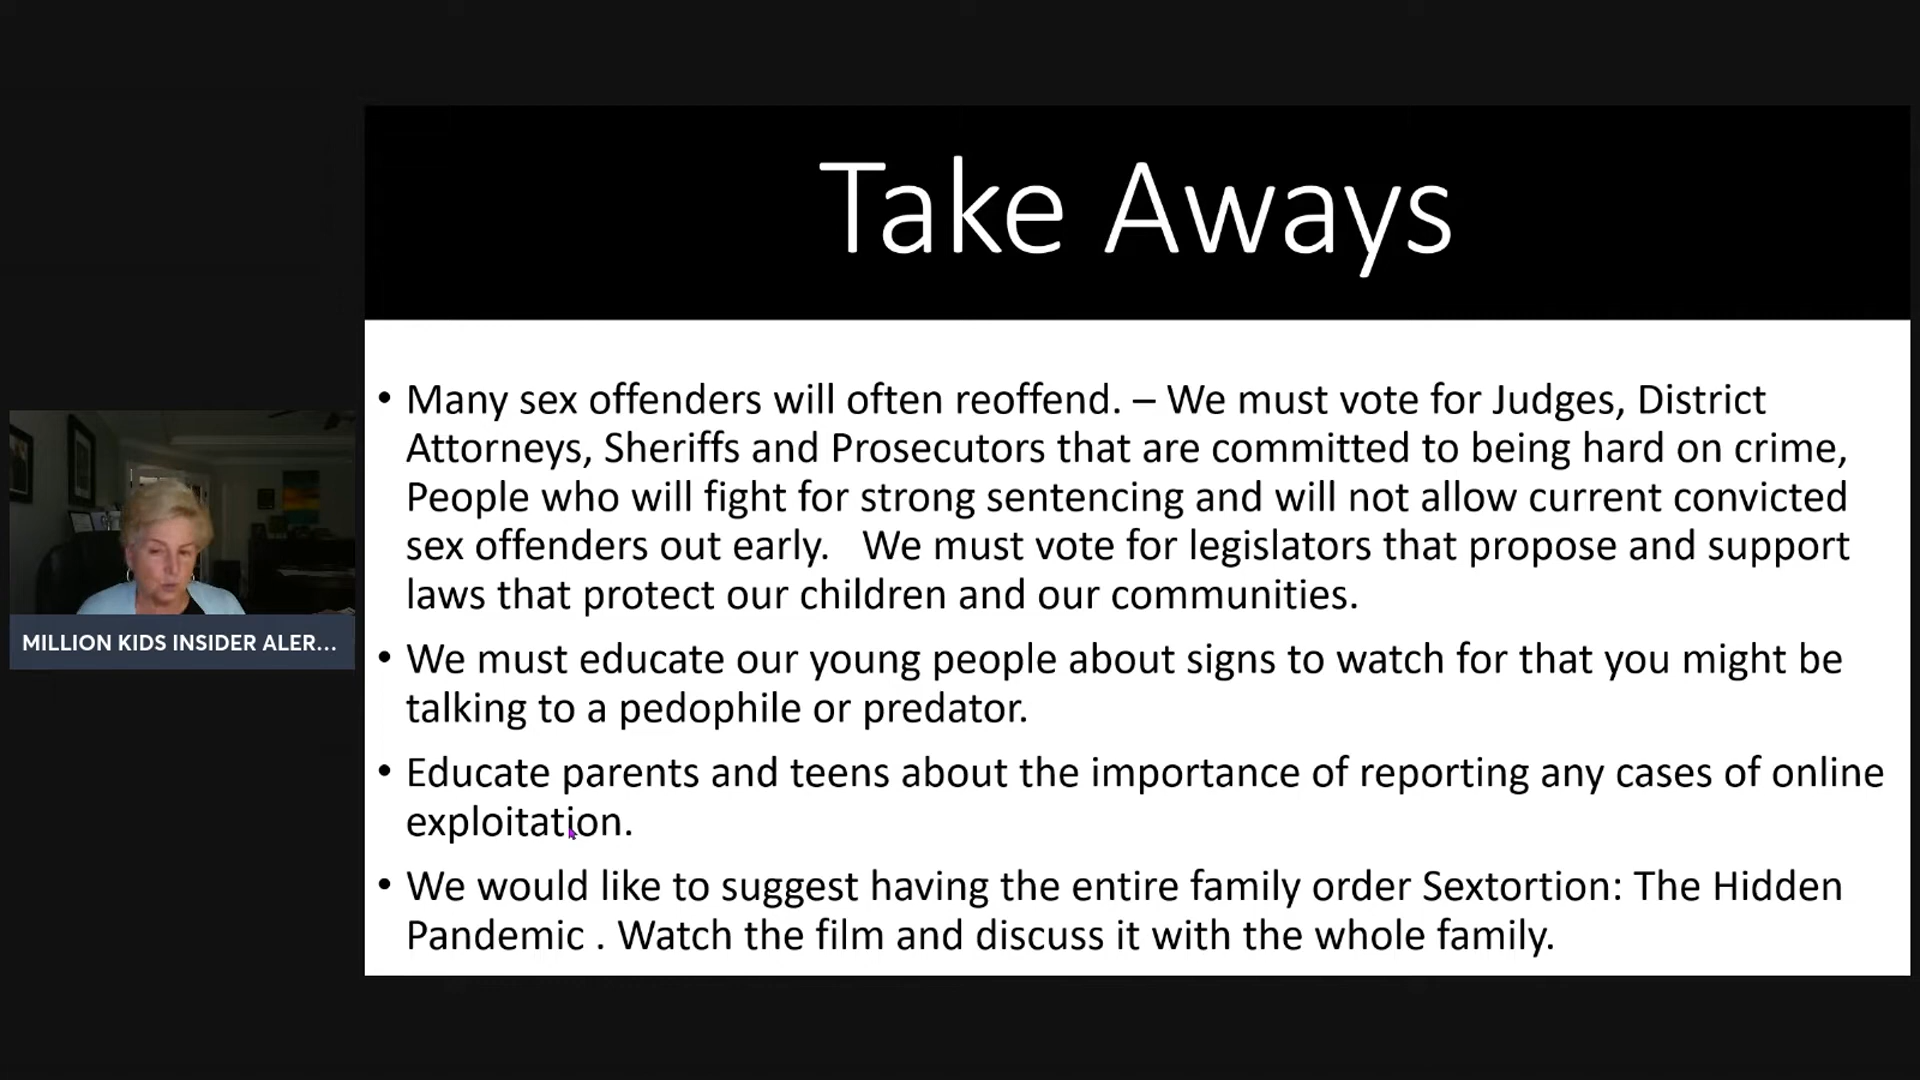 Take Aways
• Many sex offenders will often reoffend. – We must vote for Judges, District
Attorneys, Sheriffs and Prosecutors that are committed to being hard on crime,
People who will fight for strong sentencing and will not allow current convicted
sex offenders out early.   We must vote for legislators that propose and support
laws that protect our children and our communities.
• We must educate our young people about signs to watch for that you might be
talking to a pedophile or predator.
• Educate parents and teens about the importance of reporting any cases of online
exploitation.
• We would like to suggest having the entire family order Sextortion: The Hidden
Pandemic . Watch the film and discuss it with the whole family.
MILLION KIDS INSIDER ALER...